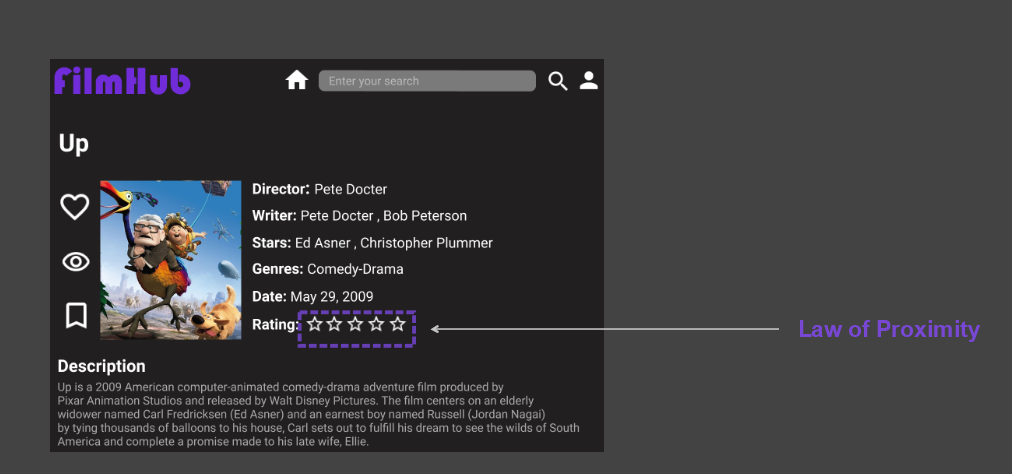 FilmHub
Enter your search
Up
Director: Pete Docter
Writer: Pete Docter , Bob Peterson
Stars: Ed Asner , Christopher Plummer
Genres: Comedy-Drama
Date: May 29, 2009
Rating:
Law of Proximity
Description
Up is a 2009 American computer-animated comedy-drama adventure film produced by
Pixar Animation Studios and released by Walt Disney Pictures. The film centers on an elderly
widower named Carl Fredricksen (Ed Asner) and an earnest boy named Russell (Jordan Nagai)
by tying thousands of balloons to his house, Carl sets out to fulfill his dream to see the wilds of South
America and complete a promise made to his late wife, Ellie.